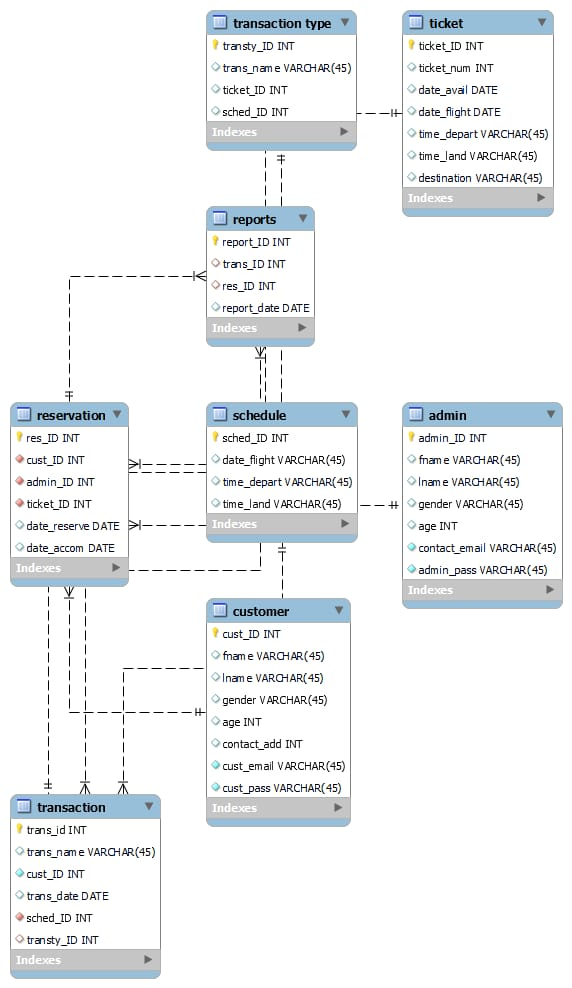 transaction type
transty_ID INT
trans_name VARCHAR(45)
ticket_ID INT
sched_ID INT
Indexes
ticket
ticket_ID INT
ticket_num INT
date_avail DATE
date_flight DATE
time_depart VARCHAR(45)
time_land VARCHAR(45)
destination VARCHAR(45)
Indexes
reports
report_ID INT
trans_ID INT
res_ID INT
report_date DATE
Indexes
reservation
res_ID INT
cust_ID INT
admin_ID INT
ticket_ID INT
date_reserve DATE
date_accom DATE
Indexes
schedule
sched_ID INT
date_flight VARCHAR(45)
time_depart VARCHAR(45)
time_land VARCHAR(45)
Indexes
admin
admin_ID INT
fname VARCHAR(45)
lname VARCHAR(45)
gender VARCHAR(45)
age INT
contact_email VARCHAR(45)
admin_pass VARCHAR(45)
Indexes
customer
cust_ID INT
fname VARCHAR(45)
lname VARCHAR(45)
gender VARCHAR(45)
age INT
contact_add INT
cust_email VARCHAR(45)
cust_pass VARCHAR(45)
Indexes
transaction
trans_id INT
trans_name VARCHAR(45)
cust_ID INT
trans_date DATE
sched_ID INT
transty_ID INT
Indexes